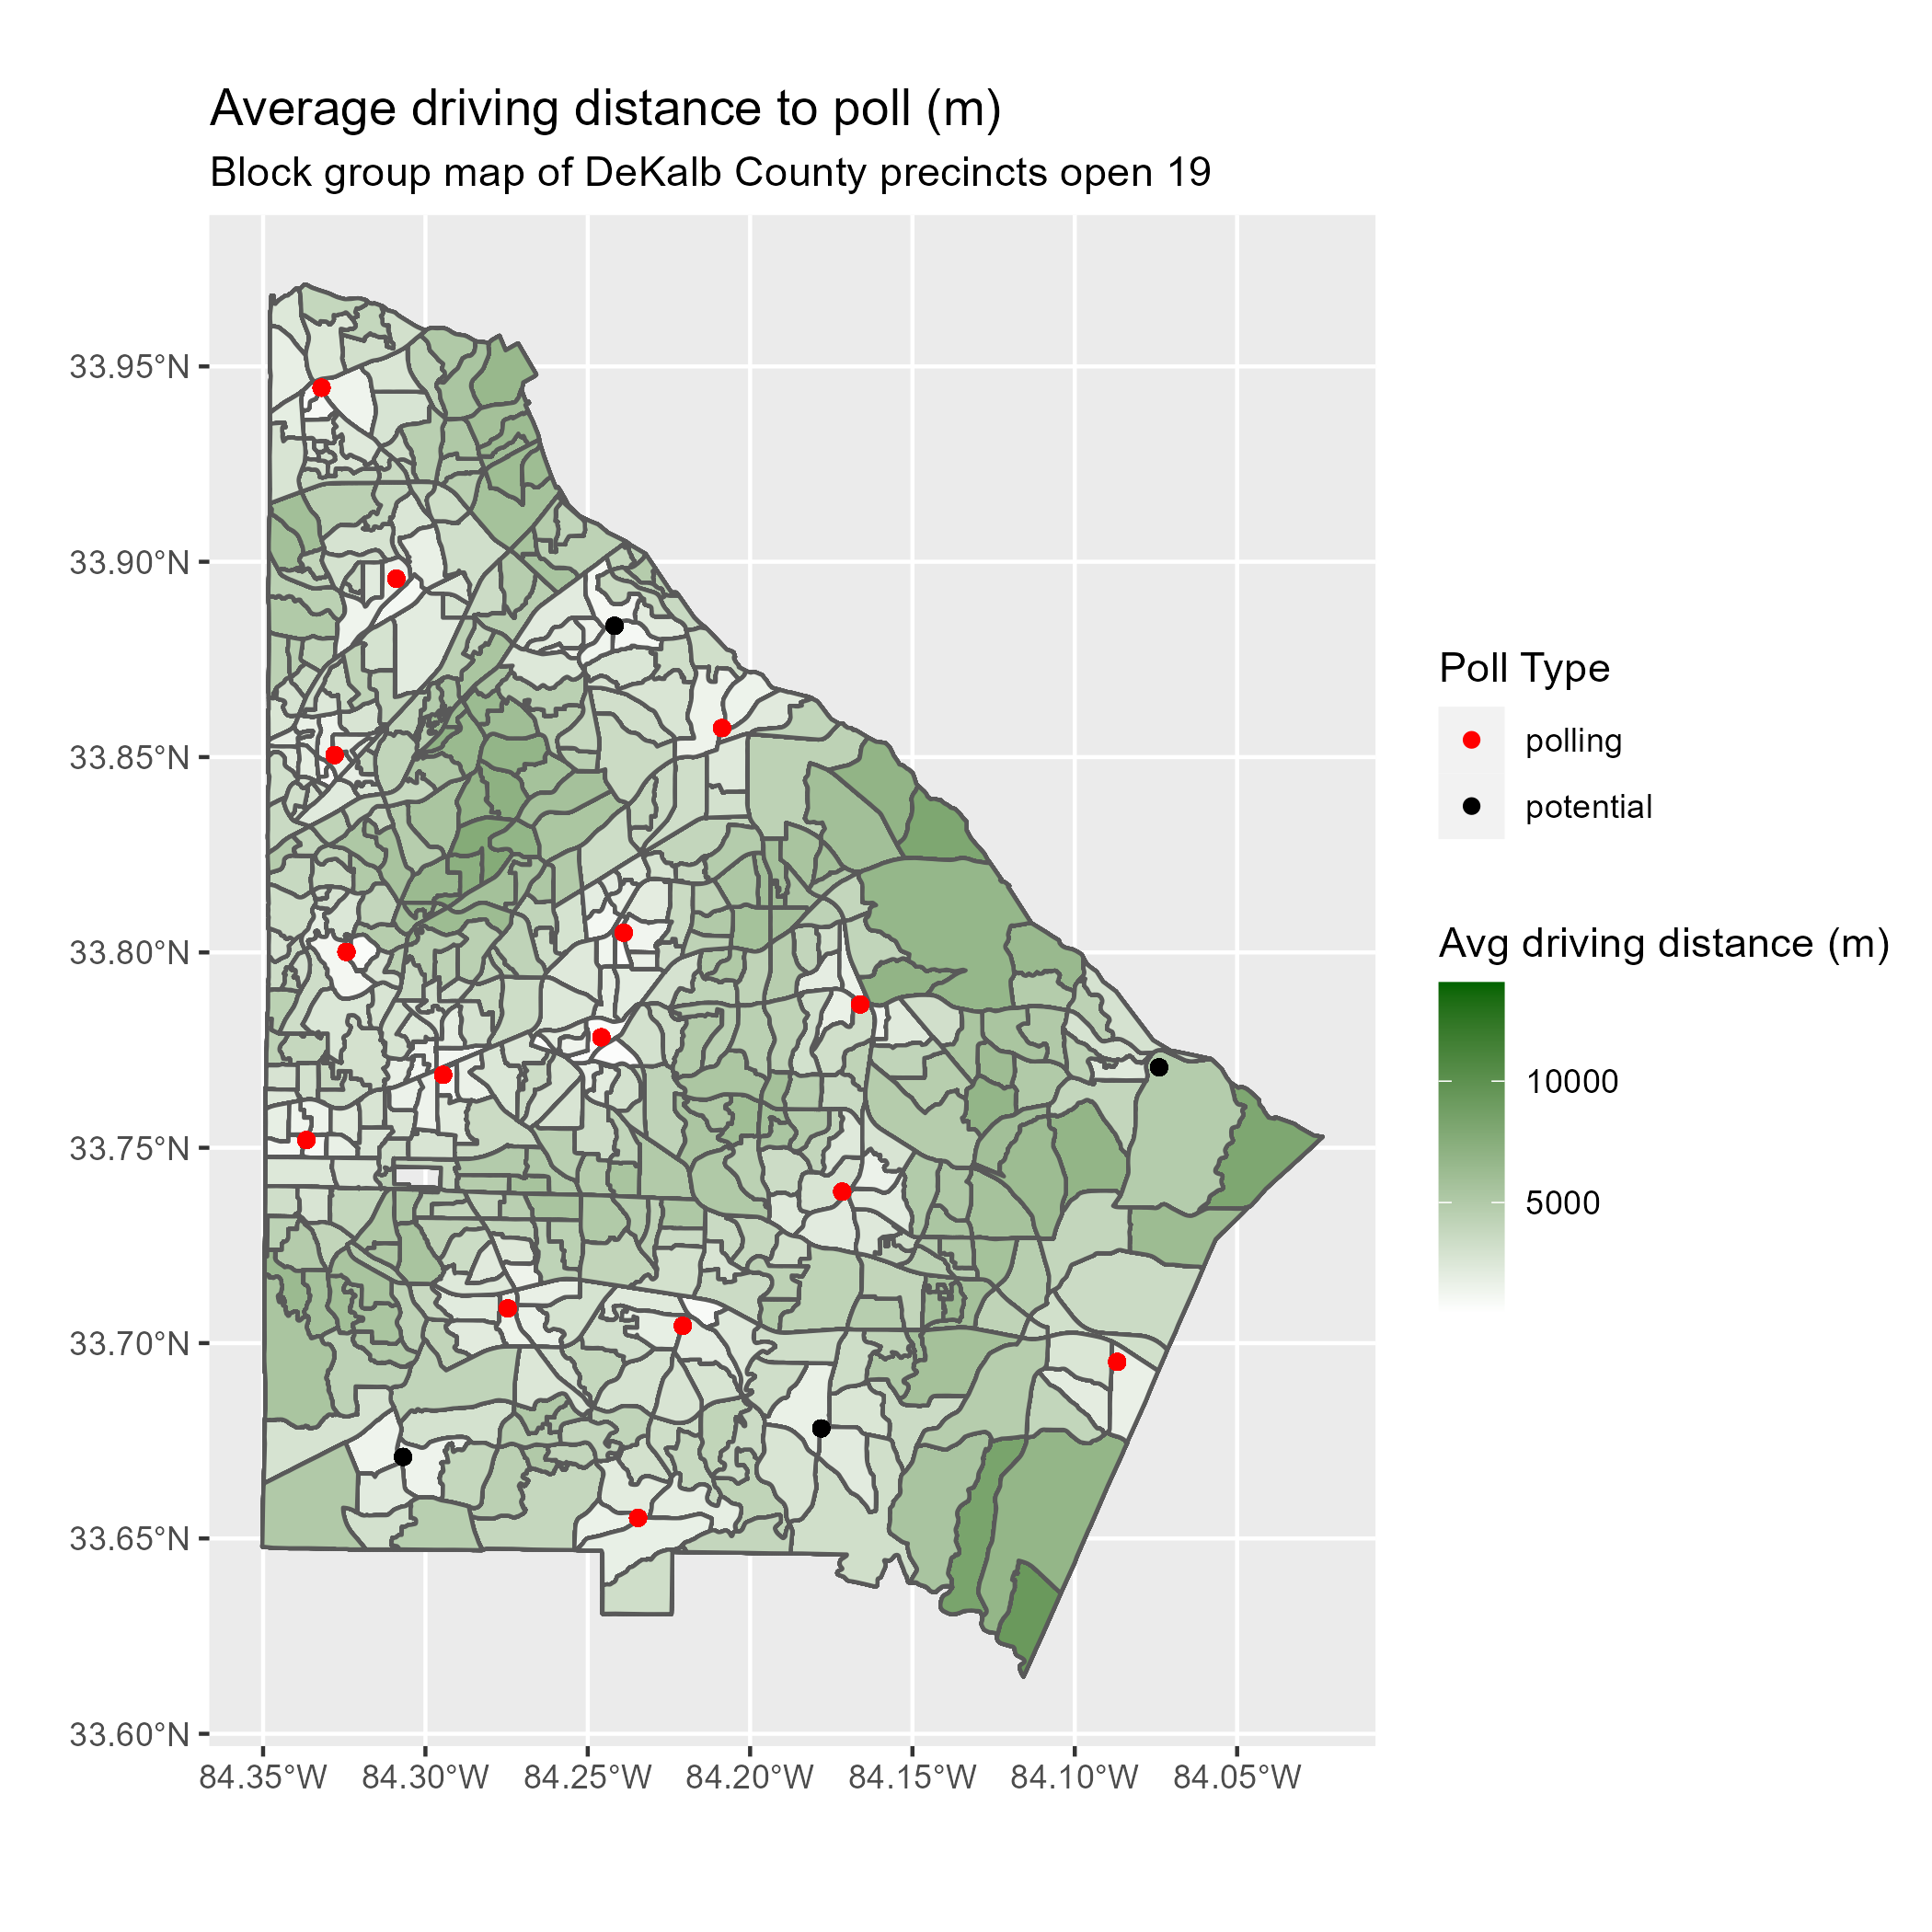 Average driving distance to poll (m)
Block group map of DeKalb County precincts open 19
33.95°N
33.90°N
33.85°N
33.80°N
33.75°N
33.70°N
33.65°N
33.60°N
84.35°W 84.30°W 84.25°W 84.20°W 84.15°W 84.10°W 84.05°W
Poll Type
polling
potential
Avg driving distance (m)
10000
5000